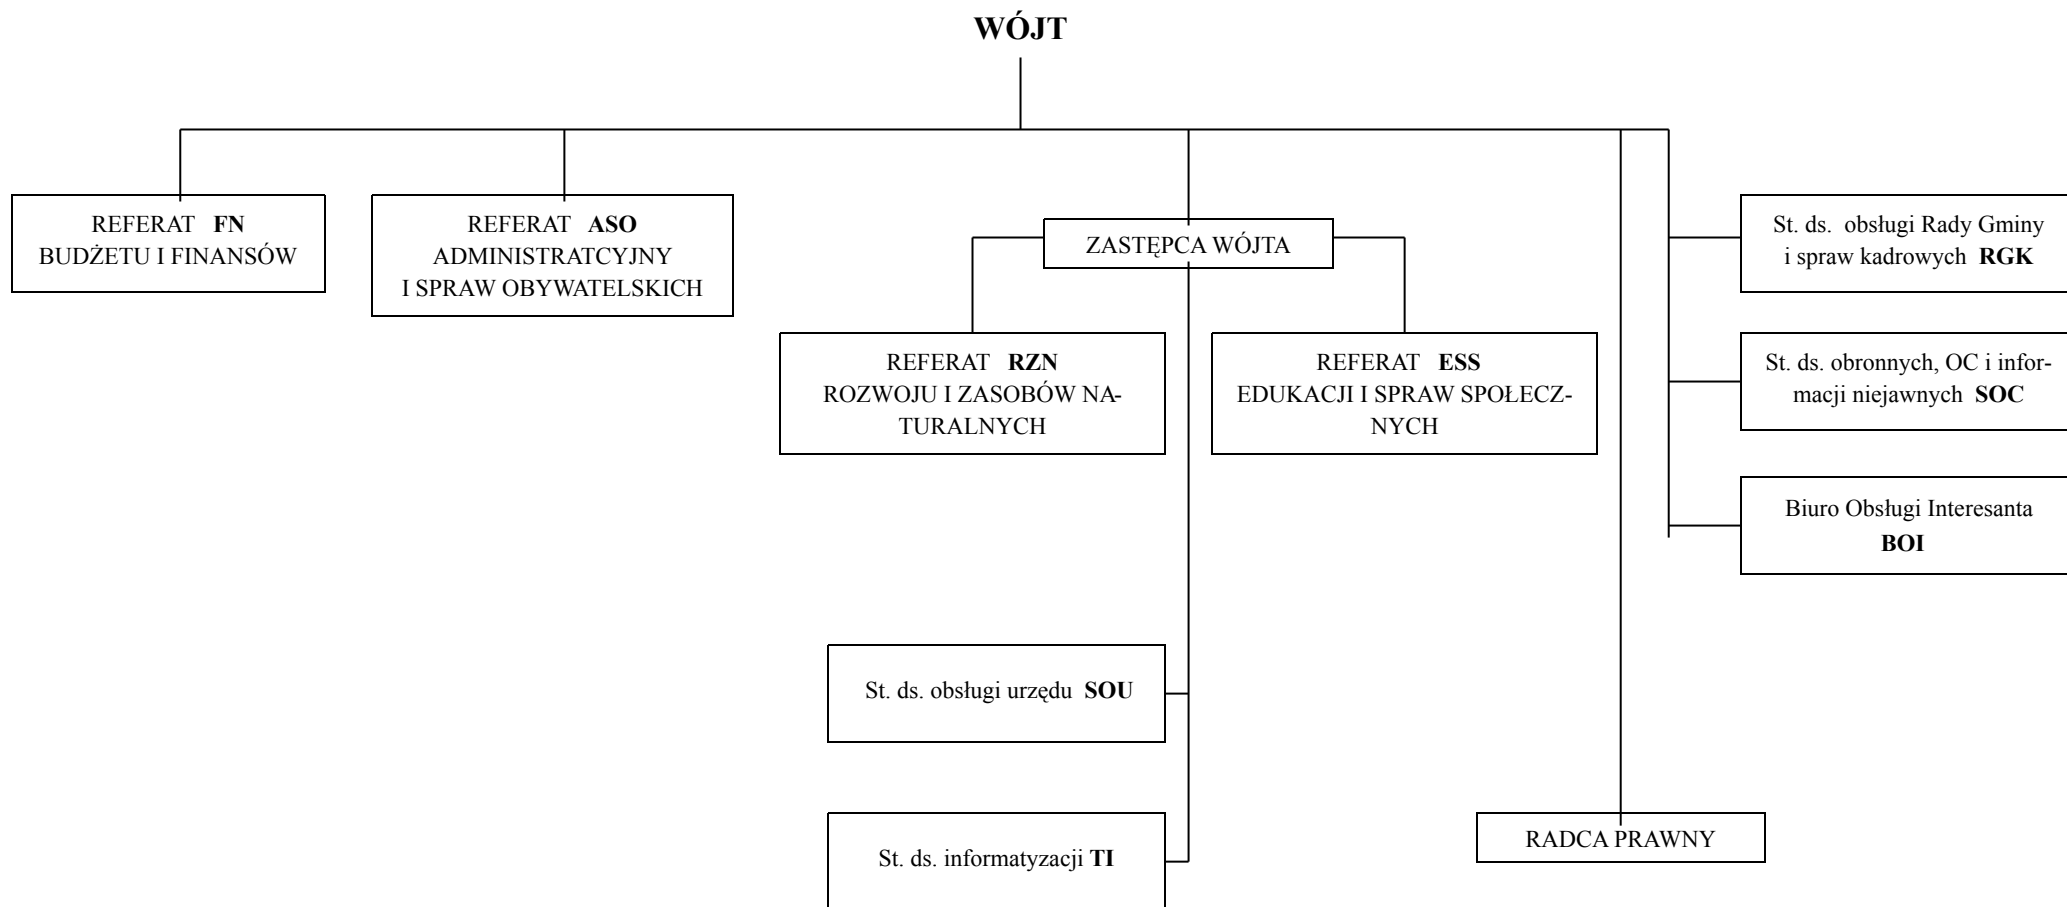 WÓJT
REFERAT FN
BUDŻETU I FINANSÓW
REFERAT ASO
ADMINISTRATCYJNY
I SPRAW OBYWATELSKICH
ZASTĘPCA WÓJTA
REFERAT RZN
ROZWOJU I ZASOBÓW NA-
TURALNYCH
REFERAT ESS
EDUKACJI I SPRAW SPOŁECZ-
NYCH
St. ds. obsługi Rady Gminy
i spraw kadrowych RGK
St. ds. obronnych, OC i infor-
macji niejawnych SOC
Biuro Obsługi Interesanta
BOI
St. ds. obsługi urzędu SOU
St. ds. informatyzacji TI
RADCA PRAWNY